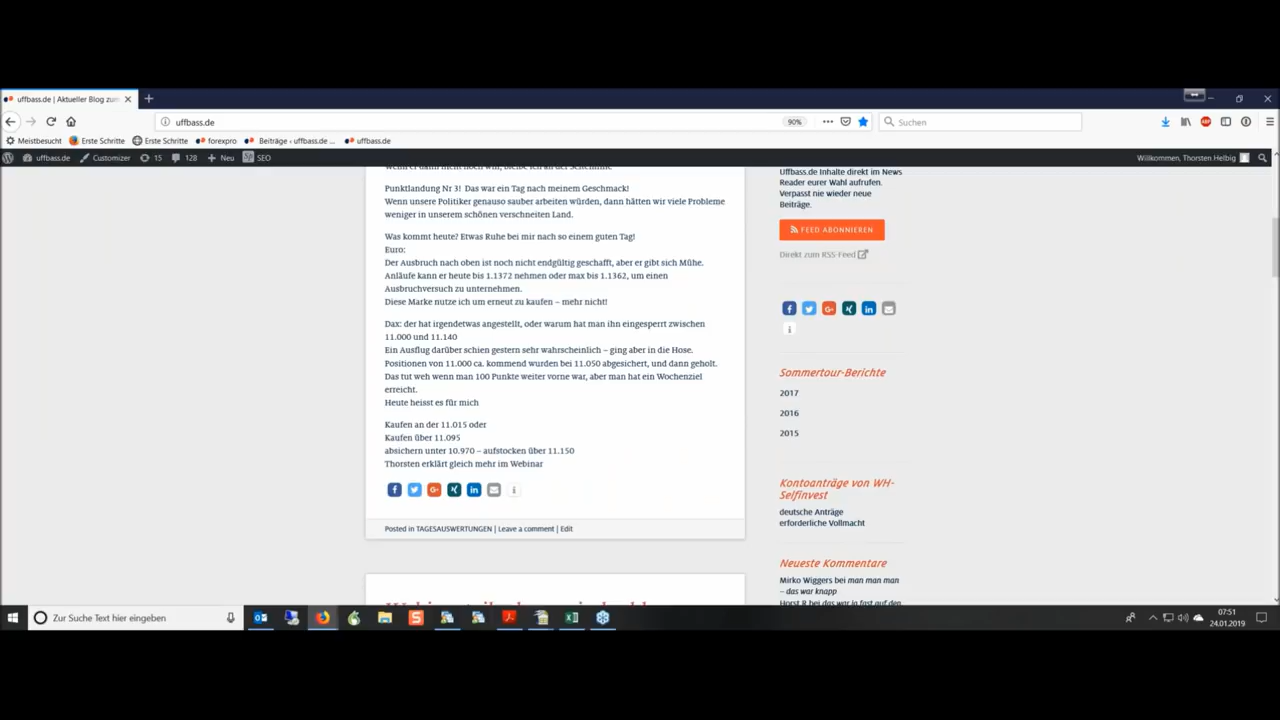 uffbass.de | Aktueller Blog zum
uffbass.de
90%
Suchen
Meistbesucht
Erste Schritte
Erste Schritte
forexpro
Beiträge ‹ uffbass.de ...
uffbass.de
uffbass.de
Customizer
15
128
Neu
SEO
Willkommen, Thorsten.Helbig
Punktlandung Nr 3! Das war ein Tag nach meinem Geschmack!
Wenn unsere Politiker genauso sauber arbeiten würden, dann hätten wir viele Probleme
weniger in unserem schönen verschneiten Land.
Was kommt heute? Etwas Ruhe bei mir nach so einem guten Tag!
Euro:
Der Ausbruch nach oben ist noch nicht endgültig geschafft, aber er gibt sich Mühe.
Anläufe kann er heute bis 1.1372 nehmen oder max bis 1.1362, um einen
Ausbruchversuch zu unternehmen.
Diese Marke nutze ich um erneut zu kaufen – mehr nicht!
Dax: der hat irgendetwas angestellt, oder warum hat man ihn eingesperrt zwischen
11.000 und 11.140
Ein Ausflug darüber schien gestern sehr wahrscheinlich – ging aber in die Hose.
Positionen von 11.000 ca. kommend wurden bei 11.050 abgesichert, und dann geholt.
Das tut weh wenn man 100 Punkte weiter vorne war, aber man hat ein Wochenziel
erreicht.
Heute heisst es für mich
Kaufen an der 11.015 oder
Kaufen über 11.095
absichern unter 10.970 – aufstocken über 11.150
Thorsten erklärt gleich mehr im Webinar
Posted in TAGESAUSWERTUNGEN | Leave a comment | Edit
Uffbass.de Inhalte direkt im News
Reader eurer Wahl aufrufen.
Verpasst nie wieder neue
Beiträge.
FEED ABONNIEREN
Direkt zum RSS-Feed
Sommertour-Berichte
2017
2016
2015
Kontoanträge von WH-
Selfinvest
deutsche Anträge
erforderliche Vollmacht
Neueste Kommentare
Mirko Wiggers bei man man man
– das war knapp
Horst R bei das war ja fast auf den
Zur Suche Text hier eingeben
07:51
24.01.2019